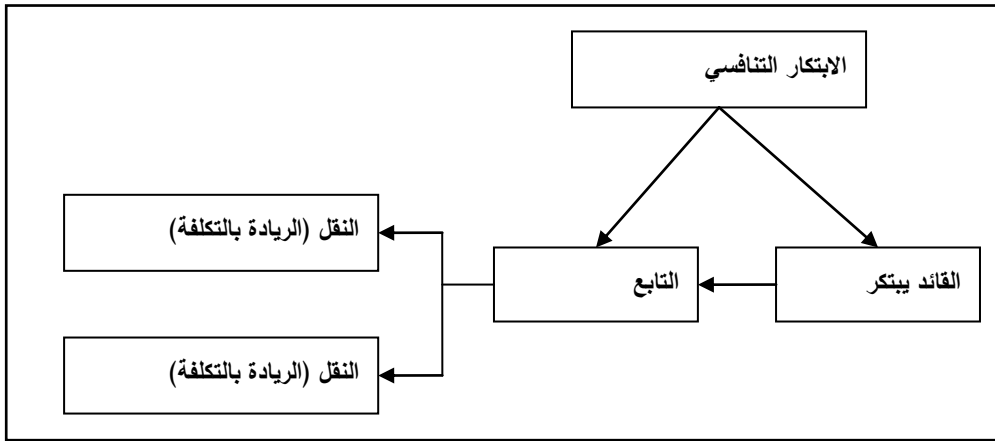 الابتكار التنافسي
القائد يبتكر
التابع
النقل (الريادة بالتكلفة)
النقل (الريادة بالتكلفة)